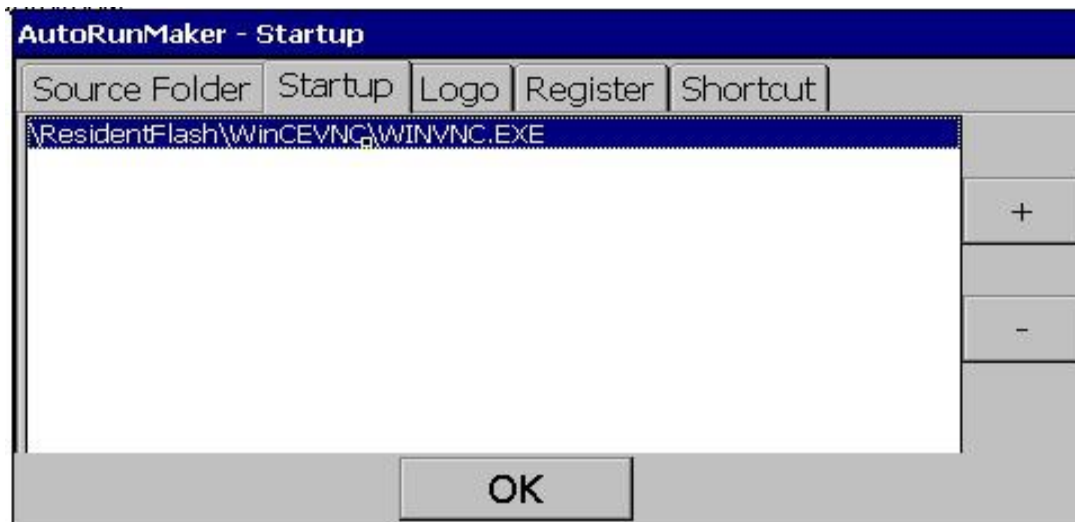 AutoRunMaker - Startup
Source Folder Startup Logo Register Shortcut
\ResidentFlash\WinCEVNC\WINVNC.EXE
+
-
OK